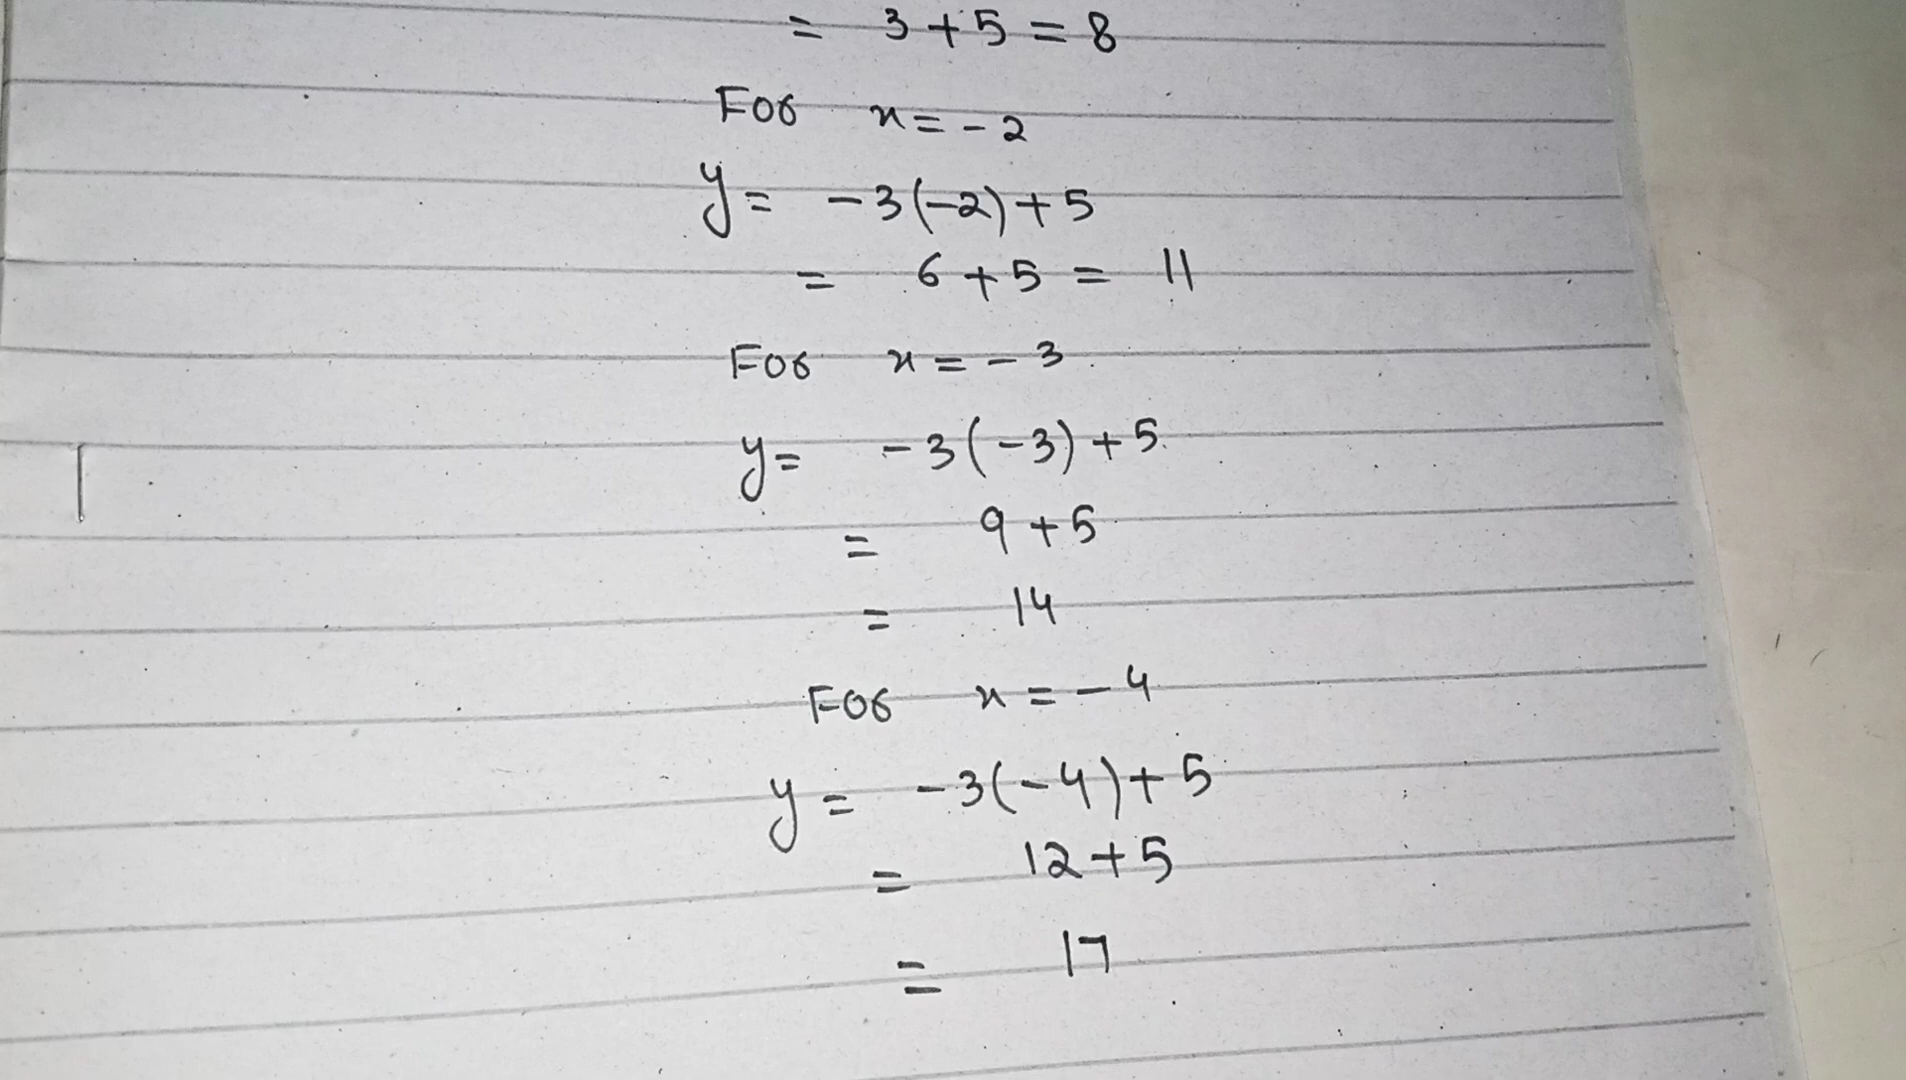 = 3+5 = 8
For x = -2
y = -3(-2)+5
= 6+5 = 11
For x = -3
y = -3(-3)+5
= 9+5
= 14
For x = -4
y = -3(-4)+5
= 12+5
= 17